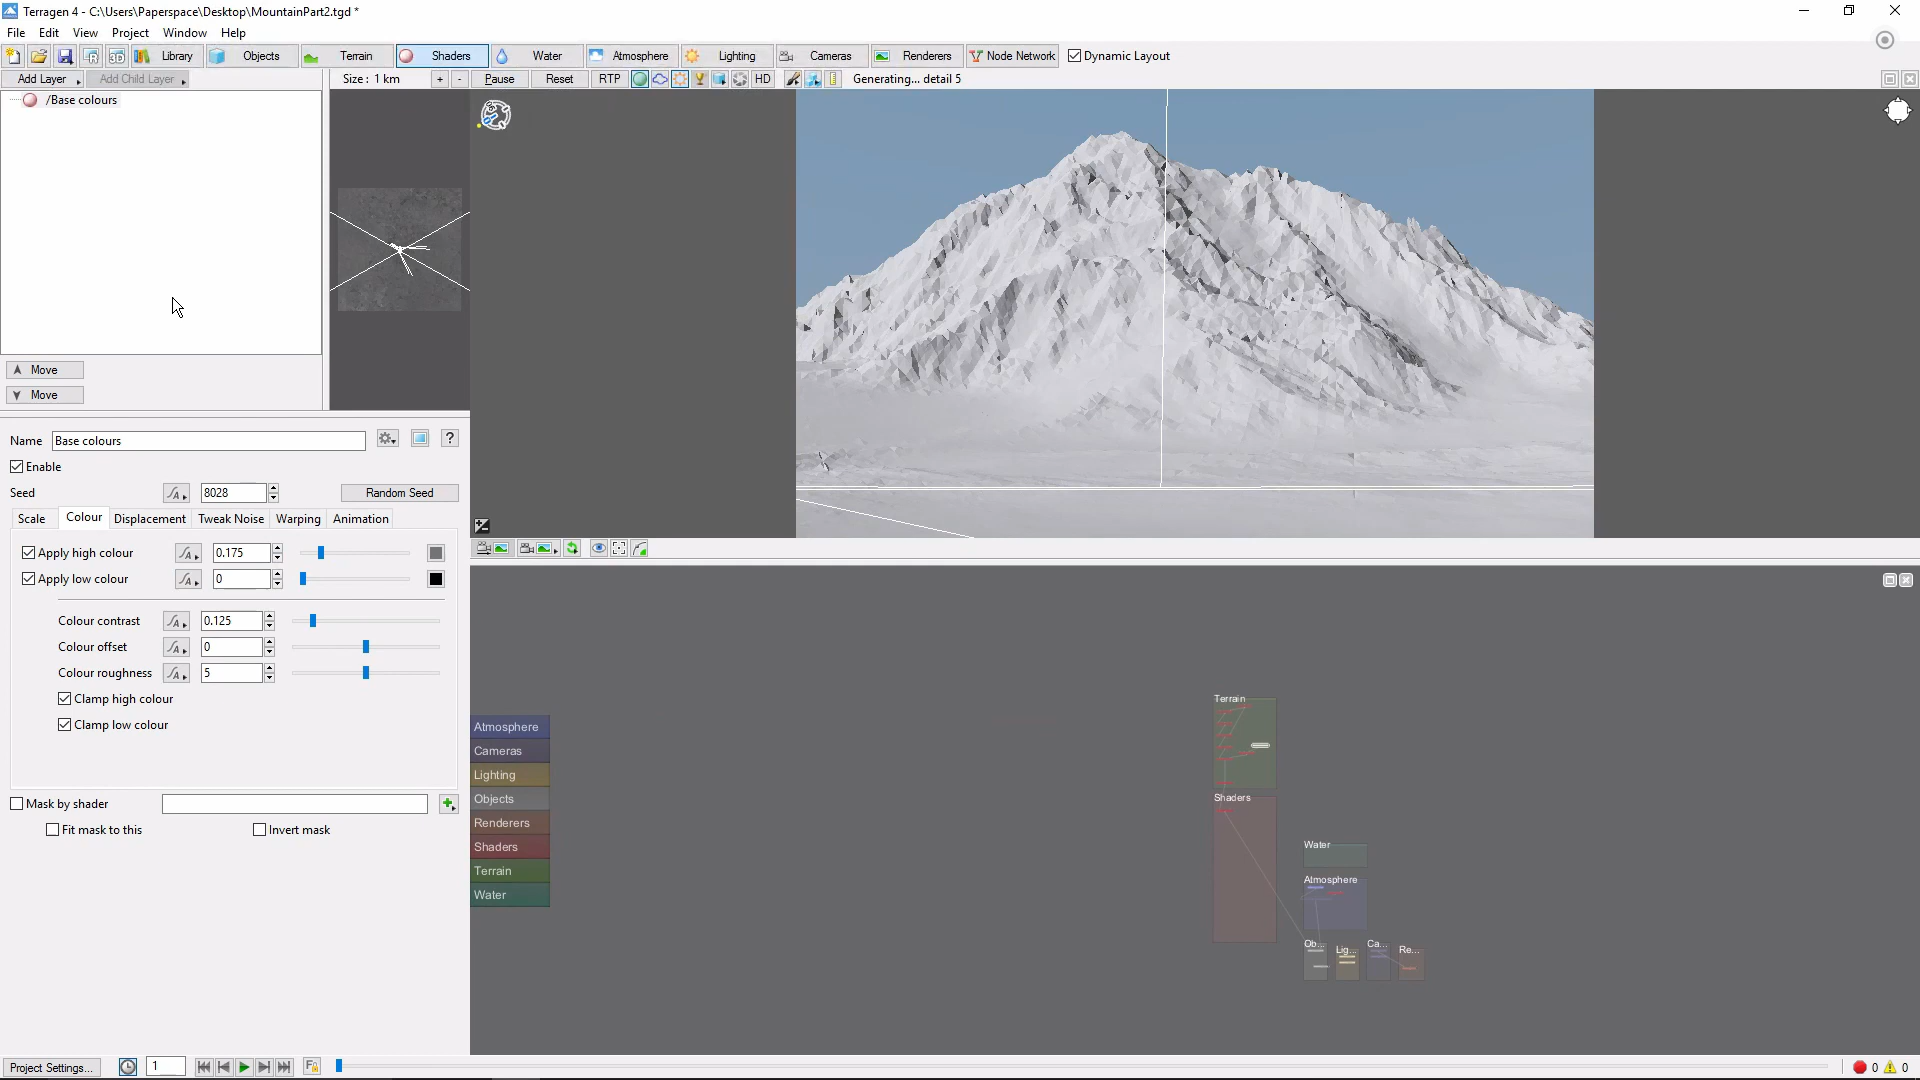 Terragen 4 - C:\Users\Paperspace\Desktop\MountainPart2.tgd *
File Edit View Project Window Help
Library Objects Terrain Shaders Water Atmosphere Lighting Cameras Renderers Node Network Dynamic Layout
Add Layer Add Child Layer Size : 1 km + - Pause Reset RTP HD Generating... detail 5
/Base colours
Move
Move
Name Base colours ?
Enable
Seed 8028 Random Seed
Scale Colour Displacement Tweak Noise Warping Animation
Apply high colour 0.175
Apply low colour 0
Colour contrast 0.125
Colour offset 0
Colour roughness 5
Clamp high colour
Clamp low colour
Mask by shader
Fit mask to this Invert mask
Atmosphere
Cameras
Lighting
Objects
Renderers
Shaders
Terrain
Water
Terrain
Shaders
Water
Atmosphere
Ob... Lig... Ca... Re...
Project Settings... 1 0 0